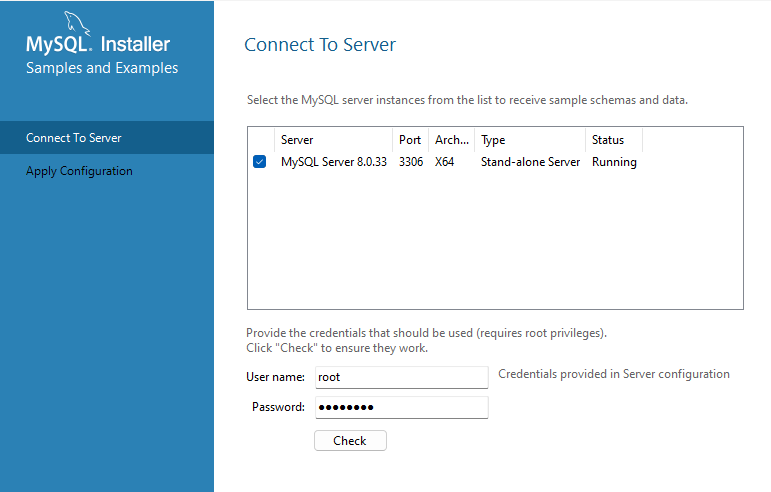 MySQL. Installer
Samples and Examples
Connect To Server
Apply Configuration
Connect To Server
Select the MySQL server instances from the list to receive sample schemas and data.
Server Port Arch... Type Status
MySQL Server 8.0.33 3306 X64 Stand-alone Server Running
Provide the credentials that should be used (requires root privileges).
Click "Check" to ensure they work.
User name: root Credentials provided in Server configuration
Password: ●●●●●●●●
Check